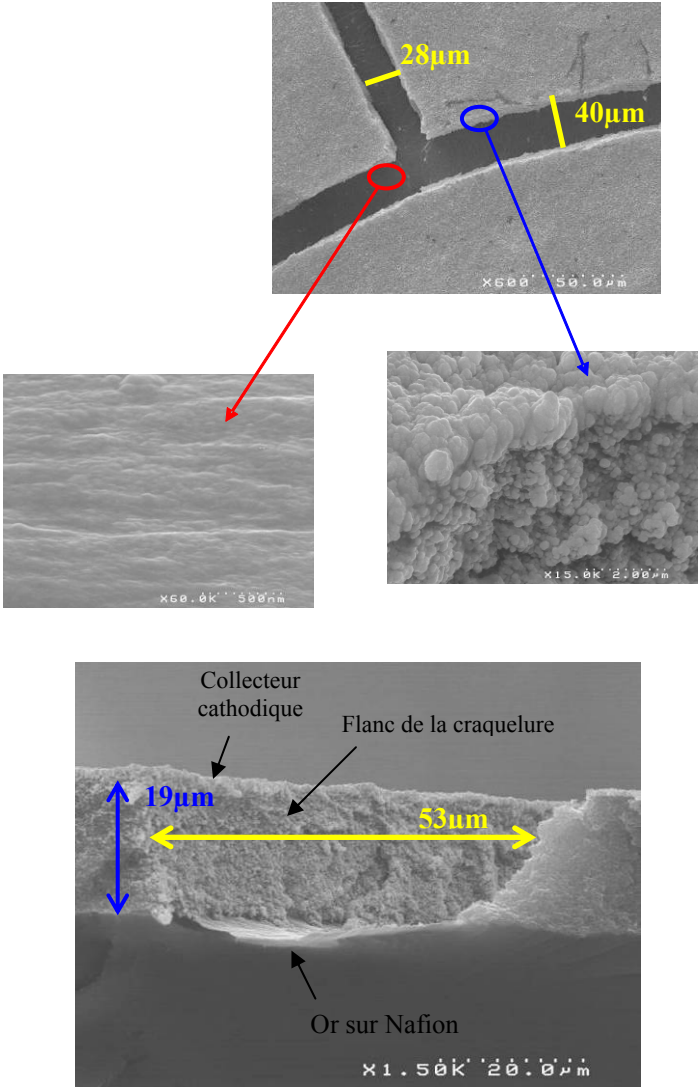 28µm
40µm
X600 50.0µm
X60.0K 500nm
X15.0K 2.00µm
Collecteur
cathodique
Flanc de la craquelure
19µm
53µm
Or sur Nafion
X1.50K 20.0µm